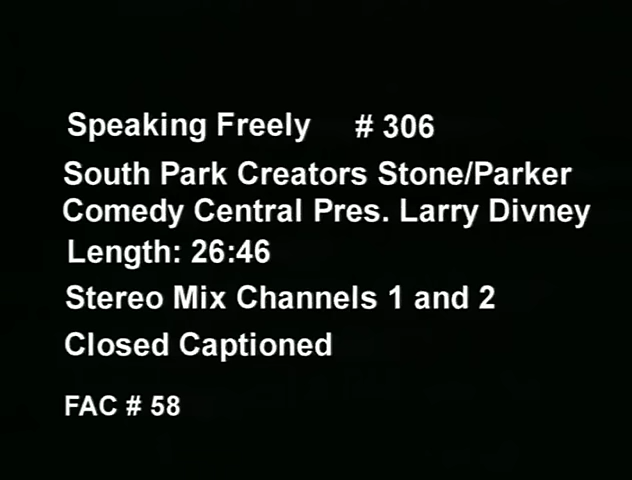 Speaking Freely # 306
South Park Creators Stone/Parker
Comedy Central Pres. Larry Divney
Length: 26:46
Stereo Mix Channels 1 and 2
Closed Captioned
FAC # 58